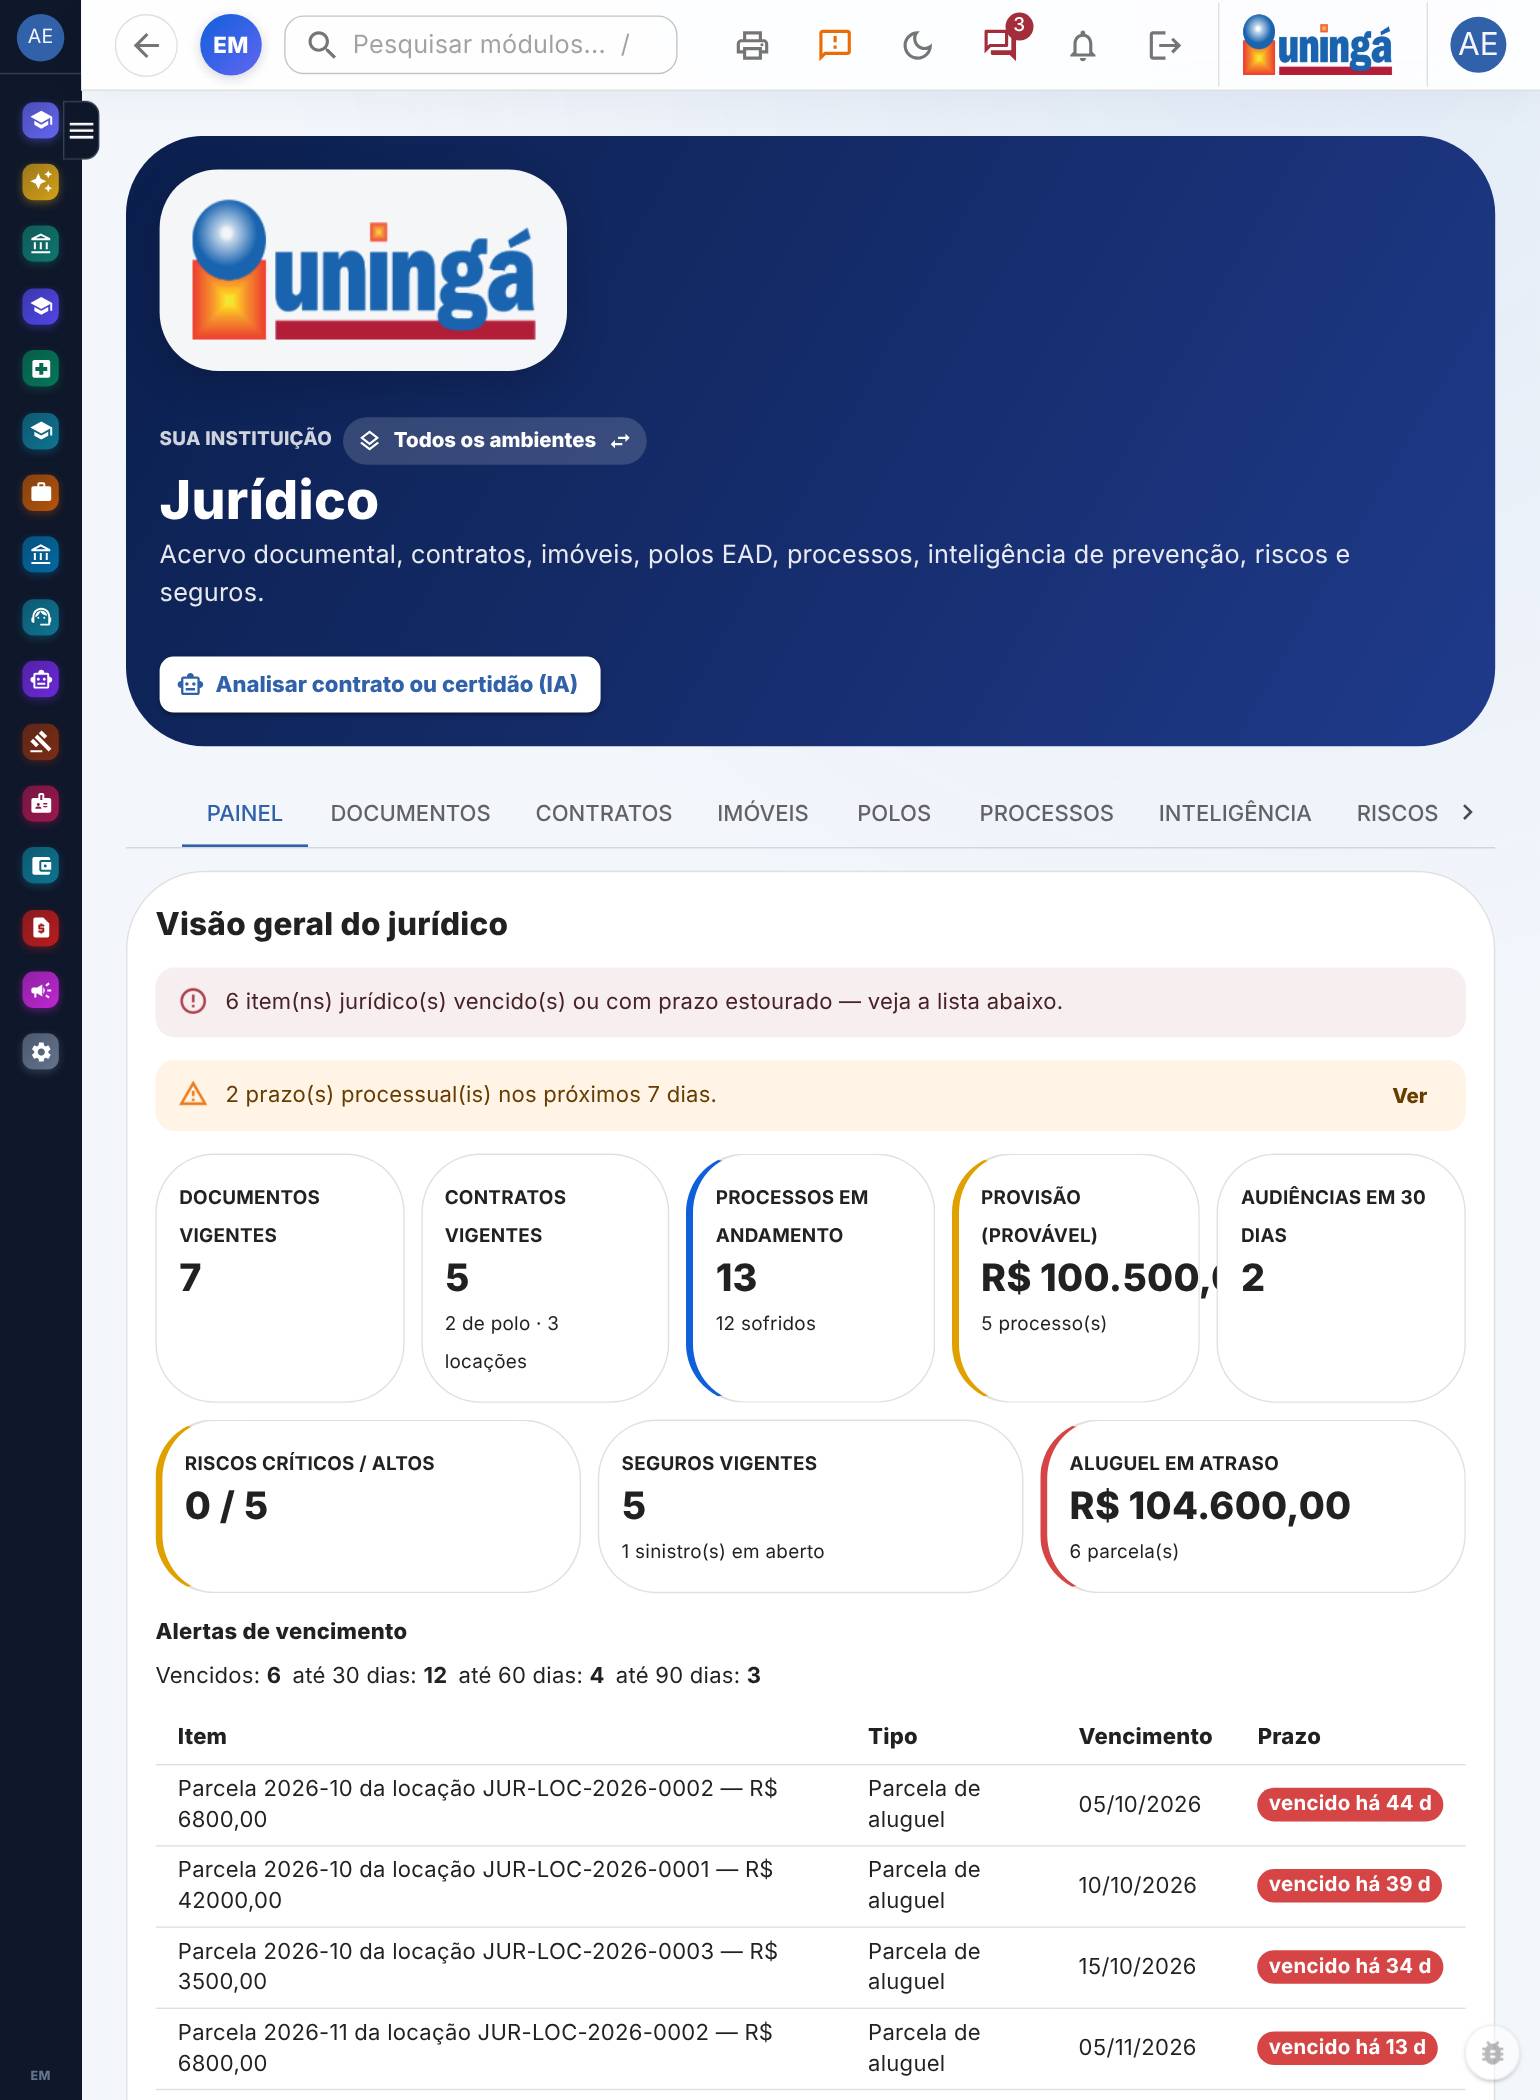 AE
EM
Pesquisar módulos... /
3
uningá
AE
uningá
SUA INSTITUIÇÃO
Todos os ambientes
Jurídico
Acervo documental, contratos, imóveis, polos EAD, processos, inteligência de prevenção, riscos e
seguros.
Analisar contrato ou certidão (IA)
PAINEL DOCUMENTOS CONTRATOS IMÓVEIS POLOS PROCESSOS INTELIGÊNCIA RISCOS
Visão geral do jurídico
6 item(ns) jurídico(s) vencido(s) ou com prazo estourado — veja a lista abaixo.
2 prazo(s) processual(is) nos próximos 7 dias.
Ver
DOCUMENTOS
VIGENTES
7
CONTRATOS
VIGENTES
5
2 de polo · 3
locações
PROCESSOS EM
ANDAMENTO
13
12 sofridos
PROVISÃO
(PROVÁVEL)
R$ 100.500,
5 processo(s)
AUDIÊNCIAS EM 30
DIAS
2
RISCOS CRÍTICOS / ALTOS
0 / 5
SEGUROS VIGENTES
5
1 sinistro(s) em aberto
ALUGUEL EM ATRASO
R$ 104.600,00
6 parcela(s)
Alertas de vencimento
Vencidos: 6 até 30 dias: 12 até 60 dias: 4 até 90 dias: 3
Item Tipo Vencimento Prazo
Parcela 2026-10 da locação JUR-LOC-2026-0002 — R$
6800,00
Parcela de
aluguel
05/10/2026
vencido há 44 d
Parcela 2026-10 da locação JUR-LOC-2026-0001 — R$
42000,00
Parcela de
aluguel
10/10/2026
vencido há 39 d
Parcela 2026-10 da locação JUR-LOC-2026-0003 — R$
3500,00
Parcela de
aluguel
15/10/2026
vencido há 34 d
Parcela 2026-11 da locação JUR-LOC-2026-0002 — R$
6800,00
Parcela de
aluguel
05/11/2026
vencido há 13 d
EM